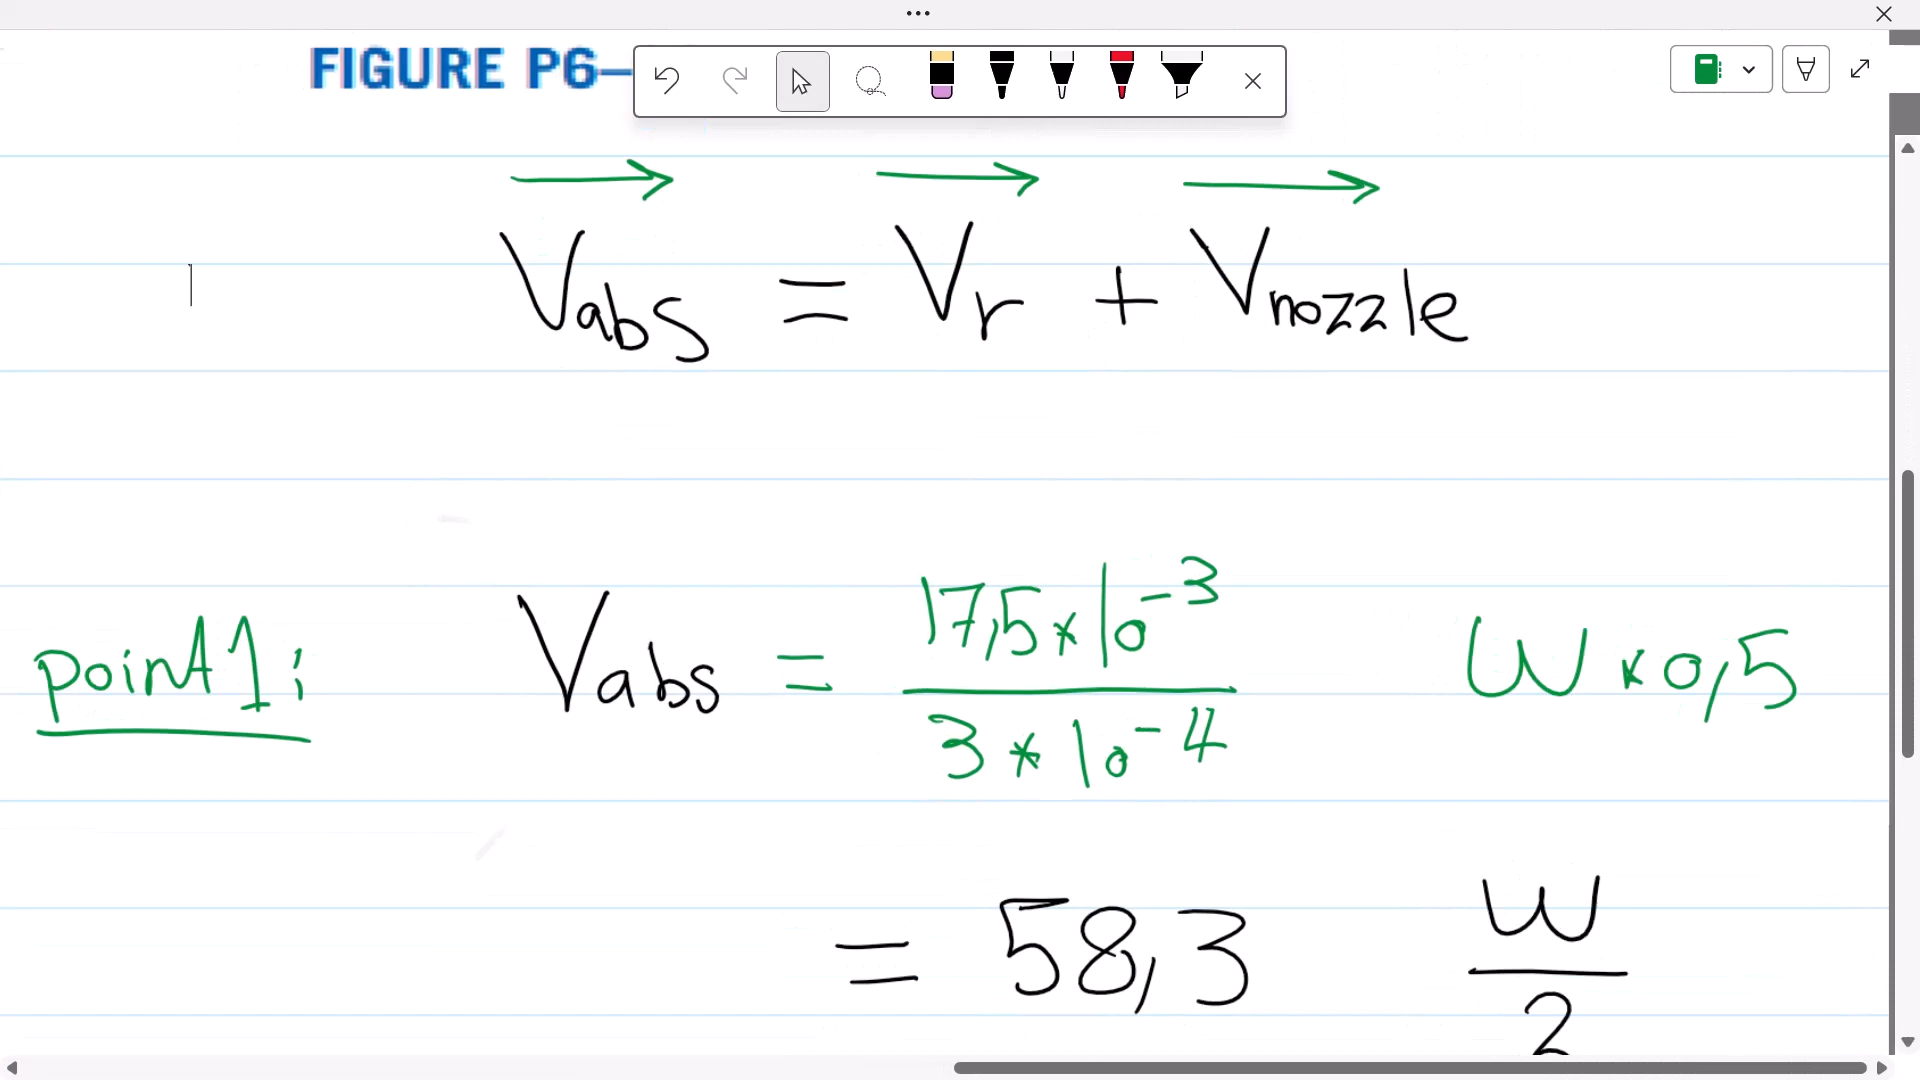 FIGURE P6–
Vabs = Vr + Vnozzle
point 1: Vabs = 17,5*10^-3 / 3*10^-4 W*0,5
= 58,3 W/2